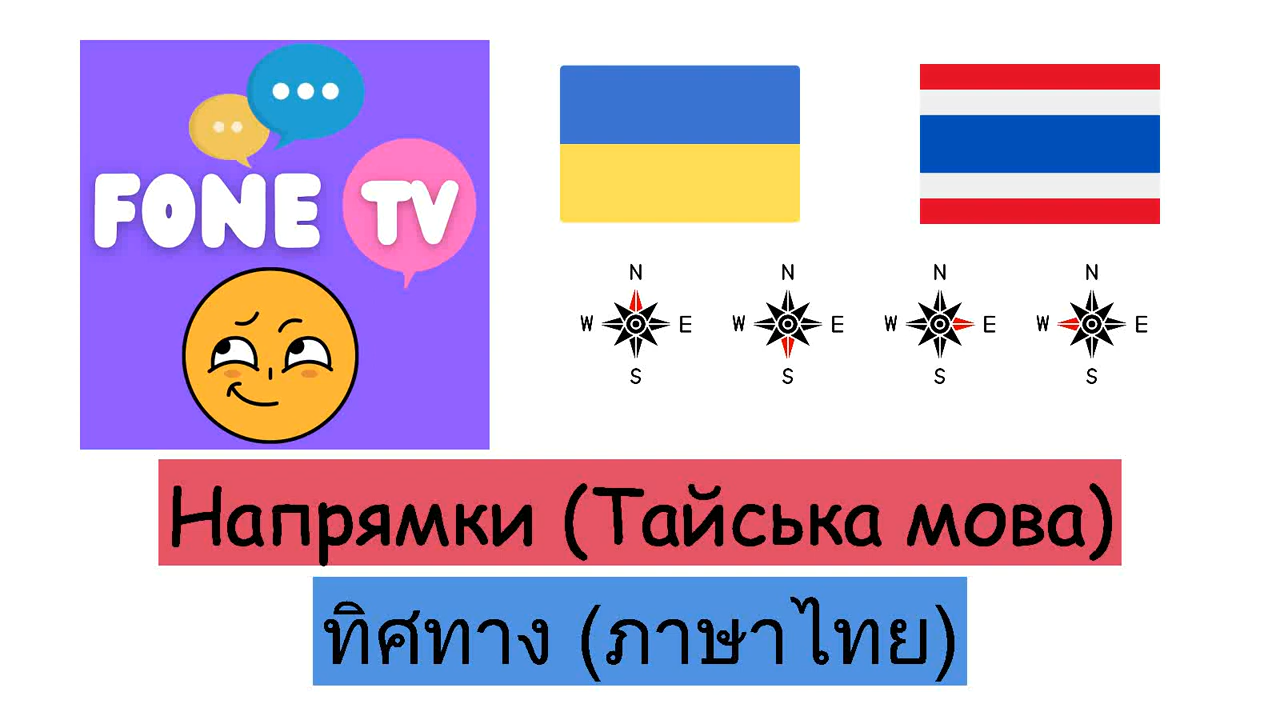 FONE TV
N N N N
W E W E W E W E
S S S S
Напрямки (Тайська мова)
ทิศทาง (ภาษาไทย)